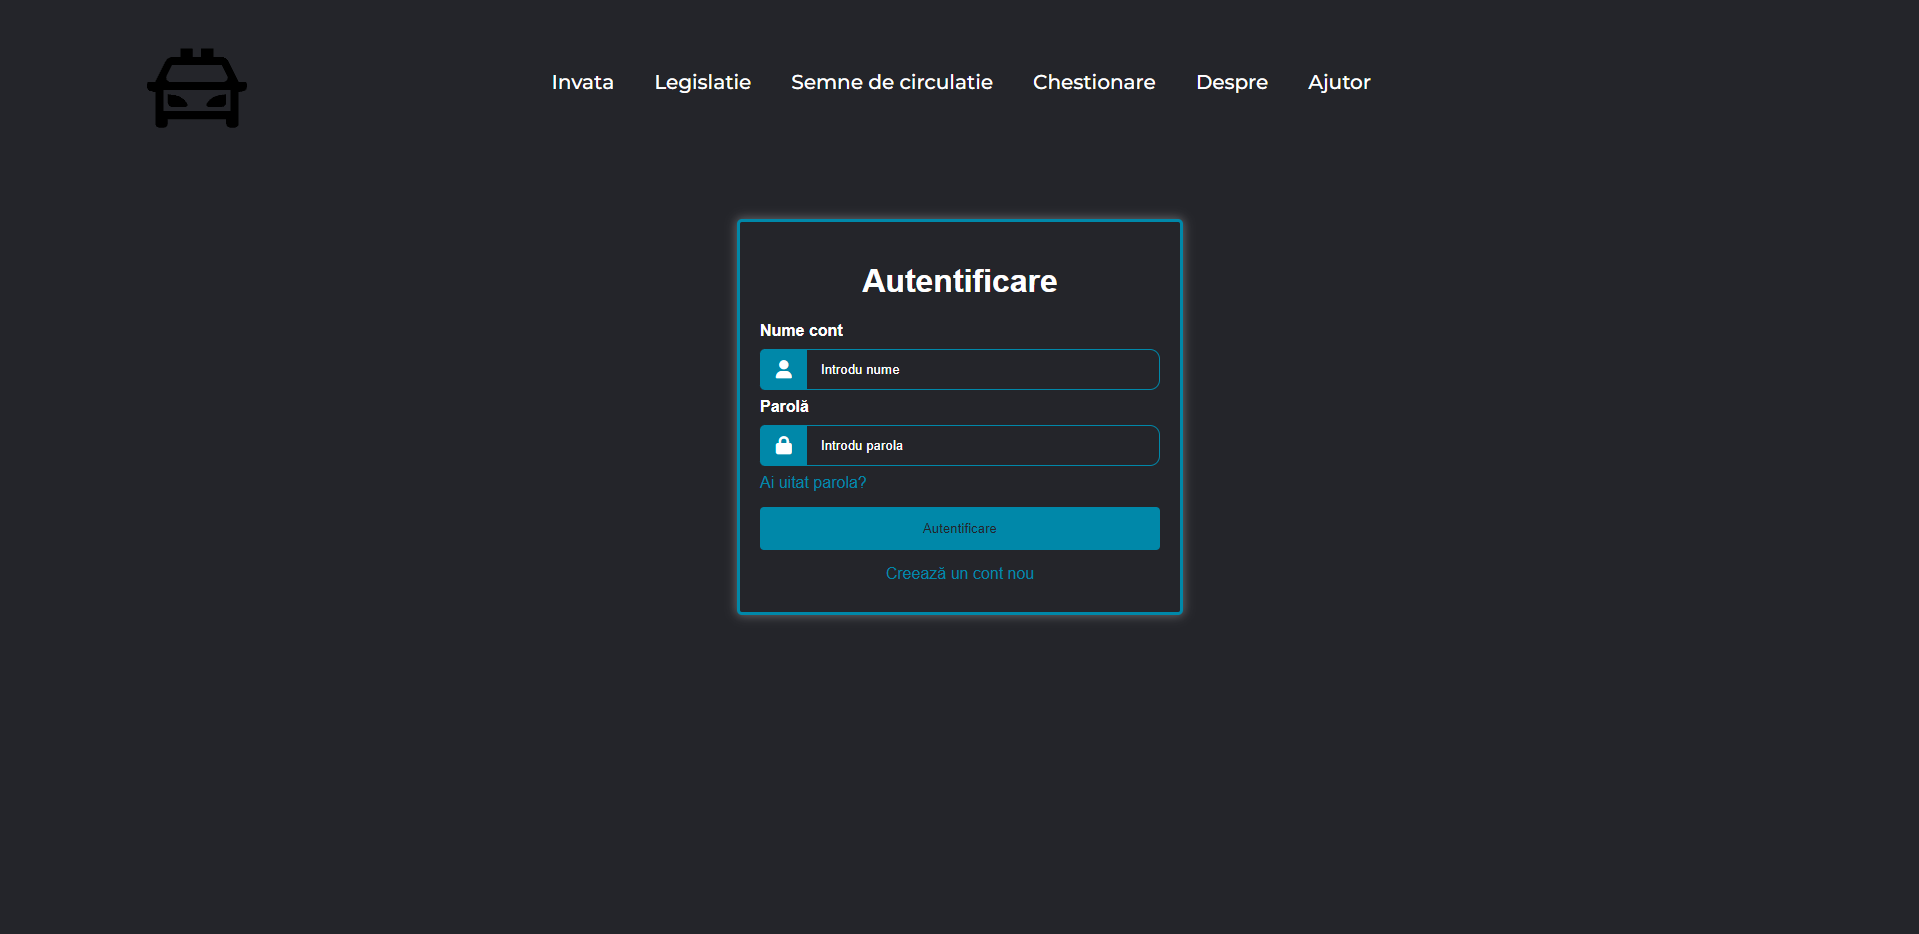 Invata Legislatie Semne de circulatie Chestionare Despre Ajutor
Autentificare
Nume cont
Introdu nume
Parolă
Introdu parola
Ai uitat parola?
Autentificare
Creează un cont nou